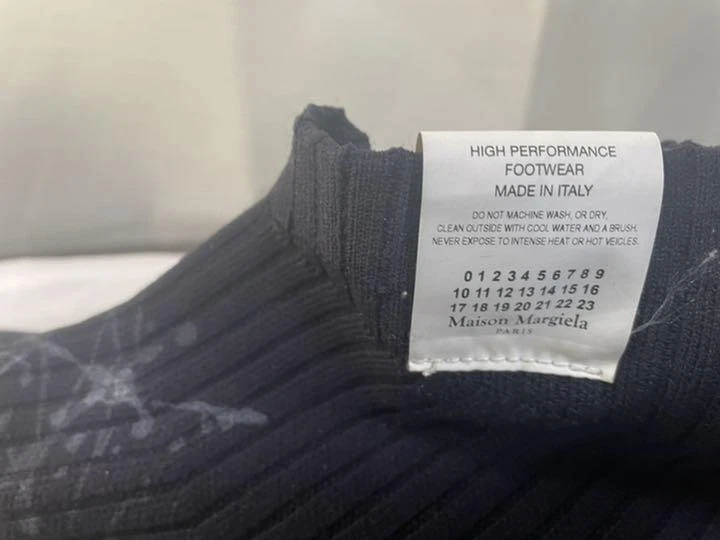 HIGH PERFORMANCE
FOOTWEAR
MADE IN ITALY
DO NOT MACHINE WASH, OR DRY,
CLEAN OUTSIDE WITH COOL WATER AND A BRUSH.
NEVER EXPOSE TO INTENSE HEAT OR HOT VEICLES.
0 1 2 3 4 5 6 7 8 9
10 11 12 13 14 15 16
17 18 19 20 21 22 23
Maison Margiela
PARIS